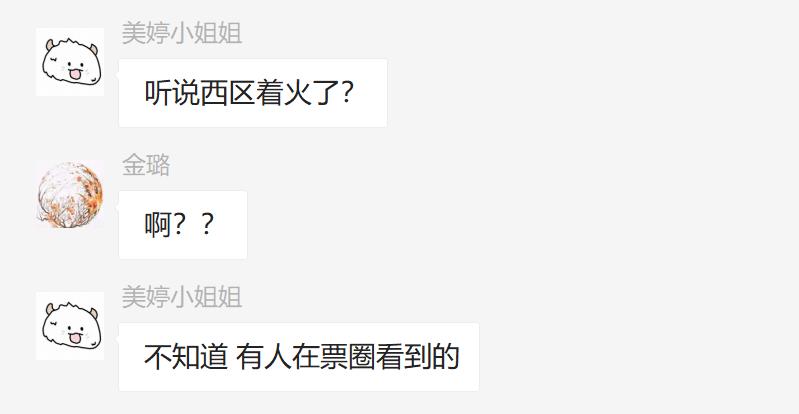 美婷小姐姐
听说西区着火了？
金璐
啊？？
美婷小姐姐
不知道 有人在票圈看到的